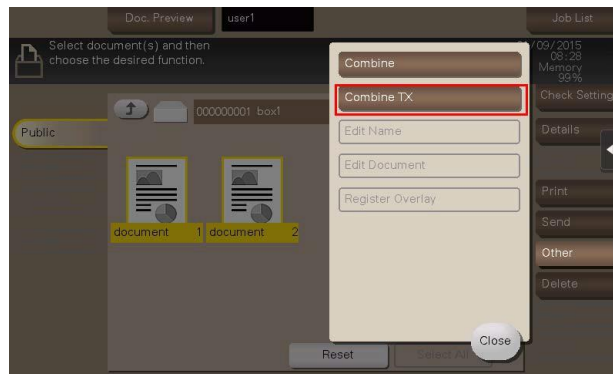 Doc. Preview
user1
Job List
Select document(s) and then
choose the desired function.
/09/2015
08:28
Memory
99%
Combine
Combine TX
Edit Name
Edit Document
Register Overlay
Close
000000001 box1
Public
document 1
document 2
Check Setting
Details
Print
Send
Other
Delete
Reset
Select All